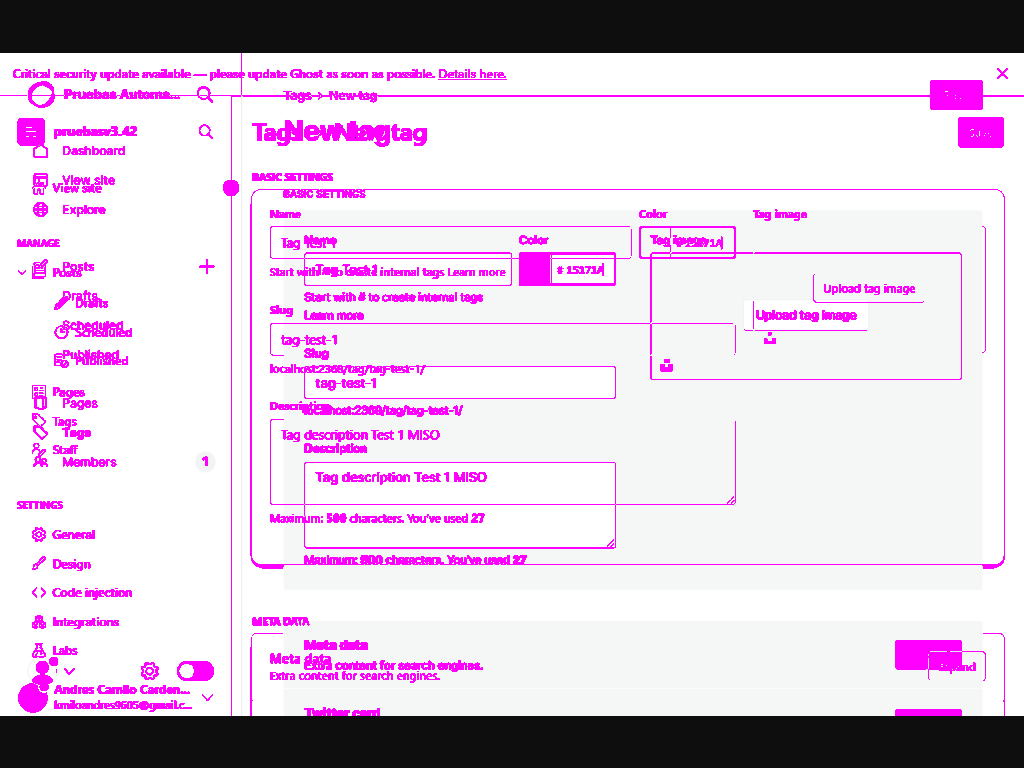 Critical security update available — please update Ghost as soon as possible. Details here.
Pruebas Automa...
Tags > New tag
pruebasv3.42
New tag
Dashboard
View site
View site
Explore
BASIC SETTINGS
BASIC SETTINGS
Name
Color
Tag image
MANAGE
Name
Color
Tag image
Tag Test 1
# 15171A
Posts
Posts
Start with # to create internal tags Learn more
Upload tag image
Drafts
Drafts
Start with # to create internal tags
Learn more
Upload tag image
Slug
Scheduled
Scheduled
tag-test-1
Published
Published
Slug
localhost:2368/tag/tag-test-1/
Pages
Pages
tag-test-1
Description
localhost:2368/tag/tag-test-1/
Tags
Tags
Tag description Test 1 MISO
Staff
Description
Members
1
Tag description Test 1 MISO
SETTINGS
Maximum: 500 characters. You've used 27
General
Maximum: 500 characters. You've used 27
Design
Code injection
Integrations
META DATA
Labs
Meta data
Meta data
Extra content for search engines.
Extra content for search engines.
Expand
Andres Camilo Carden...
kmiloandres9605@gmail.c...
Twitter card